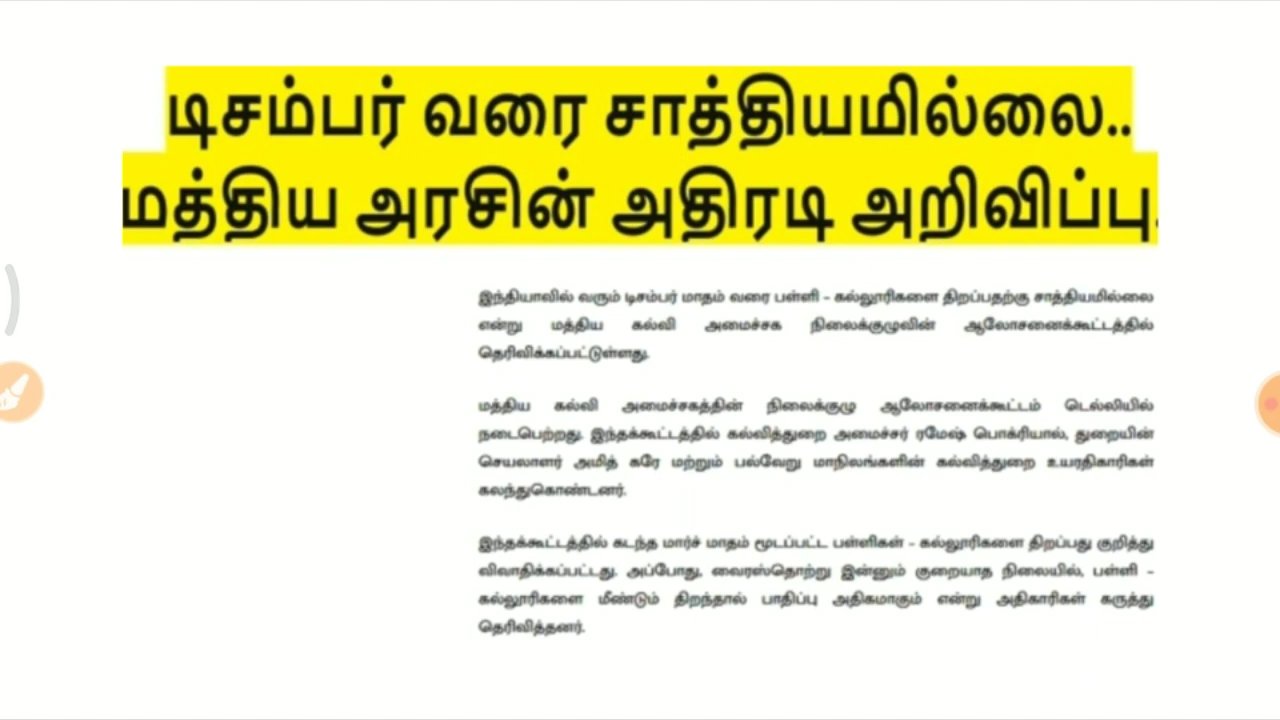 டிசம்பர் வரை சாத்தியமில்லை..
மத்திய அரசின் அதிரடி அறிவிப்பு.
இந்தியாவில் வரும் டிசம்பர் மாதம் வரை பள்ளி – கல்லூரிகளை திறப்பதற்கு சாத்தியமில்லை
என்று மத்திய கல்வி அமைச்சக நிலைக்குழுவின் ஆலோசனைக்கூட்டத்தில்
தெரிவிக்கப்பட்டுள்ளது.
மத்திய கல்வி அமைச்சகத்தின் நிலைக்குழு ஆலோசனைக்கூட்டம் டெல்லியில்
நடைபெற்றது. இந்தக்கூட்டத்தில் கல்வித்துறை அமைச்சர் ரமேஷ் பொக்ரியால், துறையின்
செயலாளர் அமித் கரே மற்றும் பல்வேறு மாநிலங்களின் கல்வித்துறை உயரதிகாரிகள்
கலந்துகொண்டனர்.
இந்தக்கூட்டத்தில் கடந்த மார்ச் மாதம் மூடப்பட்ட பள்ளிகள் – கல்லூரிகளை திறப்பது குறித்து
விவாதிக்கப்பட்டது. அப்போது, வைரஸ்தொற்று இன்னும் குறையாத நிலையில், பள்ளி –
கல்லூரிகளை மீண்டும் திறந்தால் பாதிப்பு அதிகமாகும் என்று அதிகாரிகள் கருத்து
தெரிவித்தனர்.